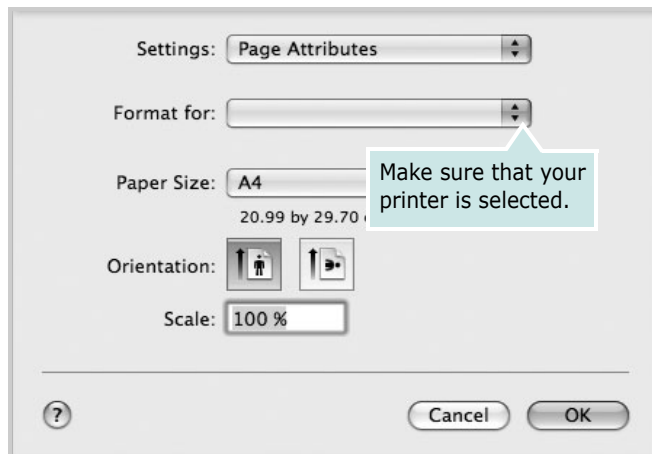 Settings: Page Attributes
Format for:
Make sure that your
printer is selected.
Paper Size: A4
20.99 by 29.70
Orientation:
Scale: 100 %
?
Cancel OK